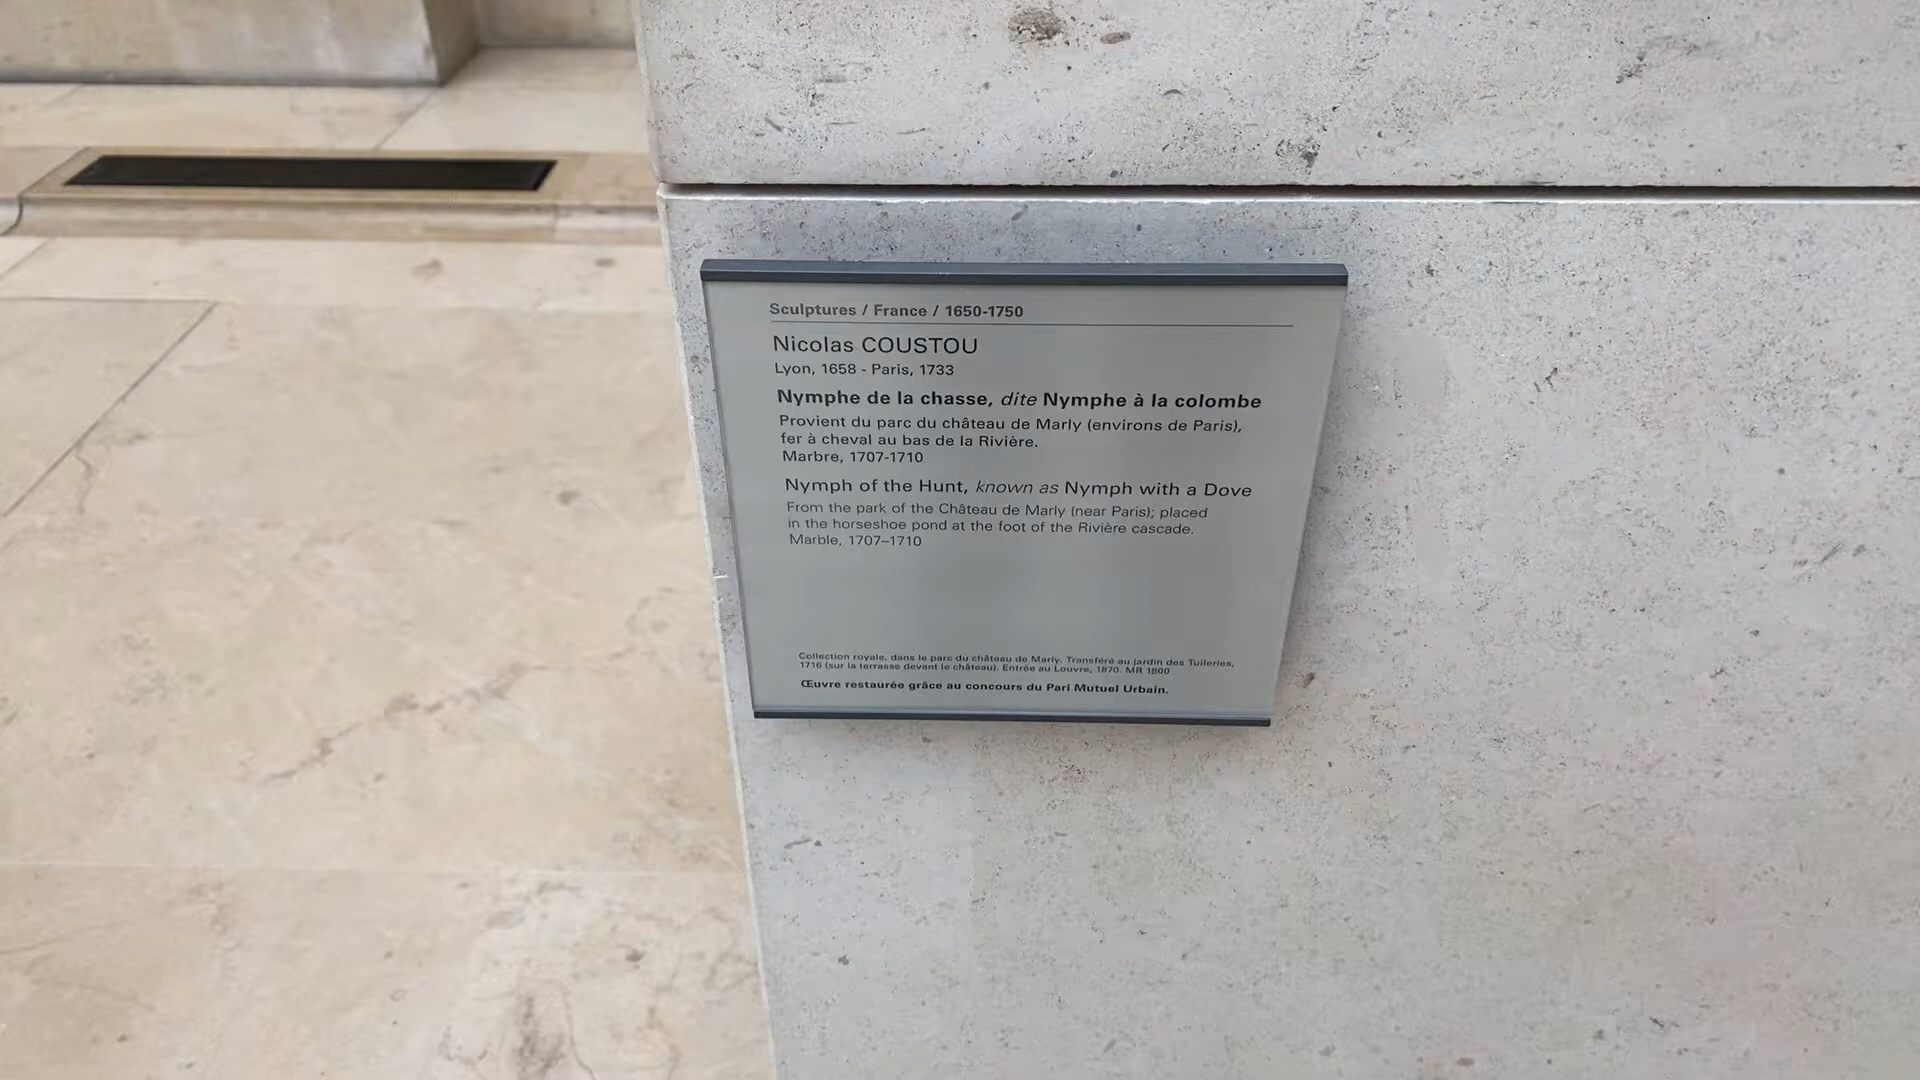 Sculptures / France / 1650-1750
Nicolas COUSTOU
Lyon, 1658 - Paris, 1733
Nymphe de la chasse, dite Nymphe à la colombe
Provient du parc du château de Marly (environs de Paris),
fer à cheval au bas de la Rivière.
Marbre, 1707-1710
Nymph of the Hunt, known as Nymph with a Dove
From the park of the Château de Marly (near Paris); placed
in the horseshoe pond at the foot of the Rivière cascade.
Marble, 1707–1710
Collection royale, dans le parc du château de Marly. Transféré au jardin des Tuileries,
1716 (sur la terrasse devant le château). Entrée au Louvre, 1870. MR 1800
Œuvre restaurée grâce au concours du Pari Mutuel Urbain.